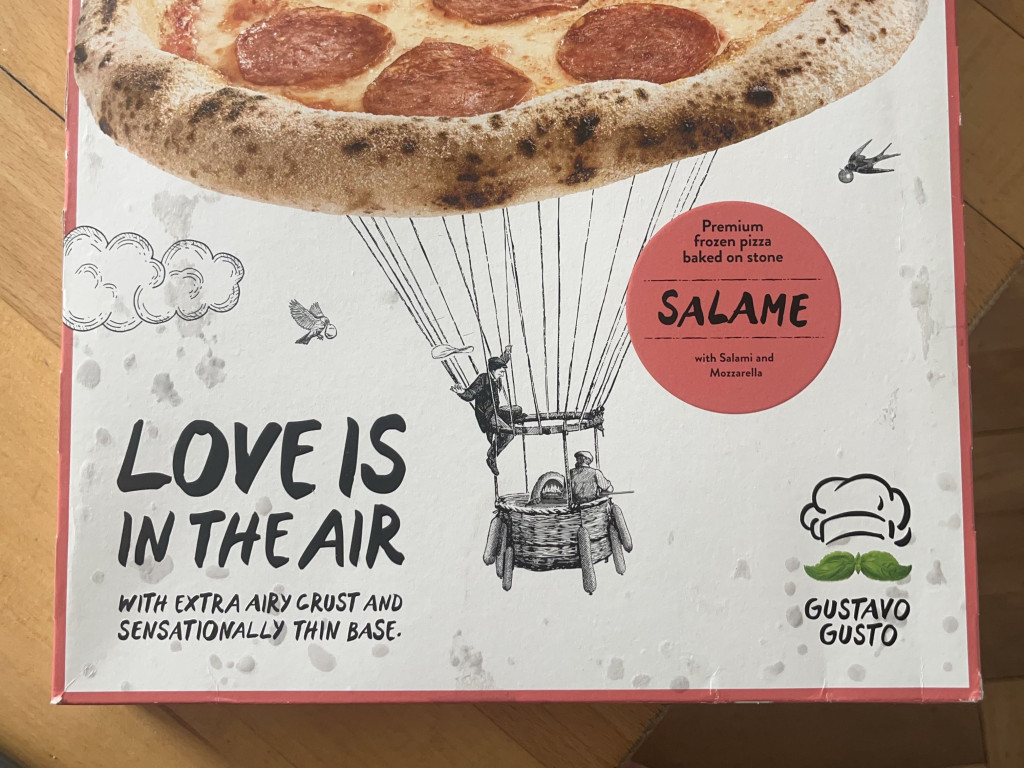 Premium
frozen pizza
baked on stone
SALAME
with Salami and
Mozzarella
LOVE IS
IN THE AIR
WITH EXTRA AIRY CRUST AND
SENSATIONALLY THIN BASE.
GUSTAVO
GUSTO